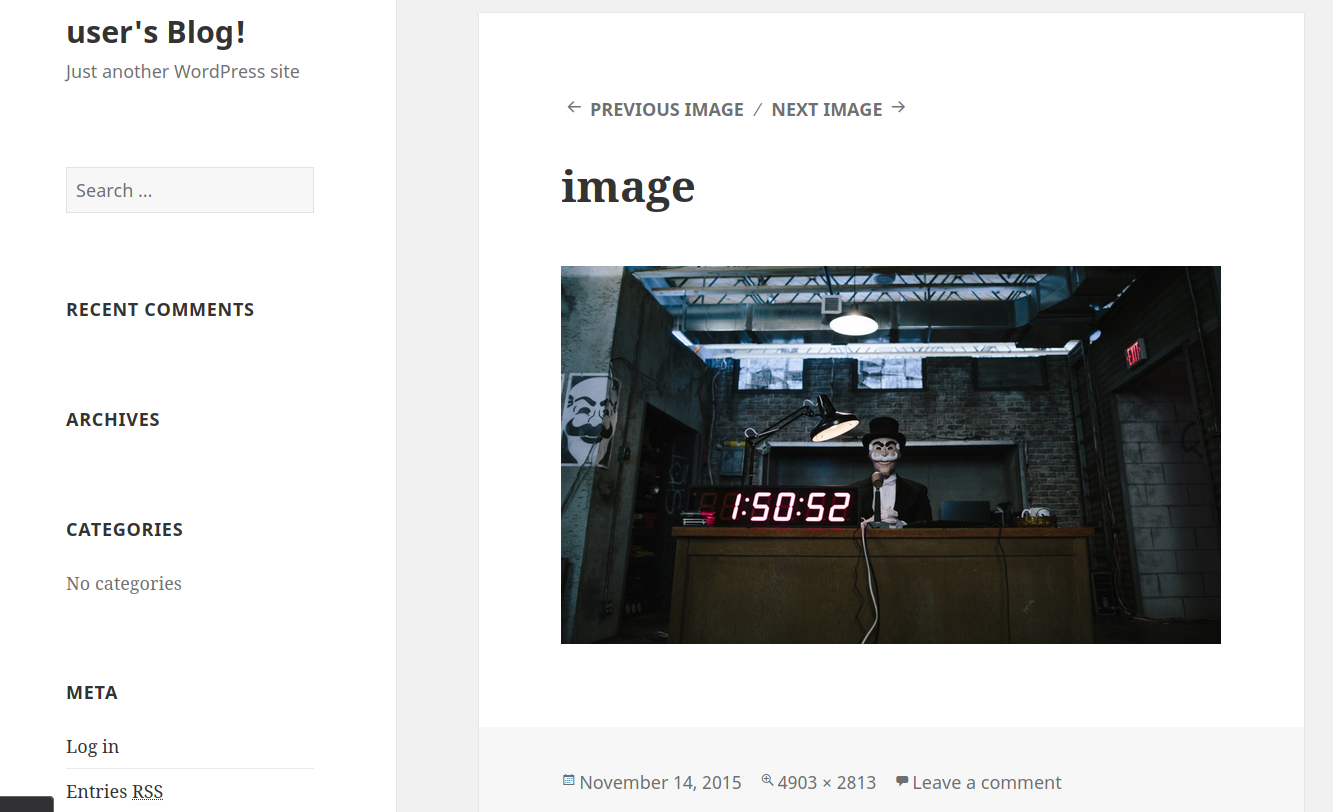 user's Blog!
Just another WordPress site
Search ...
RECENT COMMENTS
ARCHIVES
CATEGORIES
No categories
META
Log in
Entries RSS
← PREVIOUS IMAGE / NEXT IMAGE →
image
EXIT
1:50:52
November 14, 2015 4903 × 2813 Leave a comment